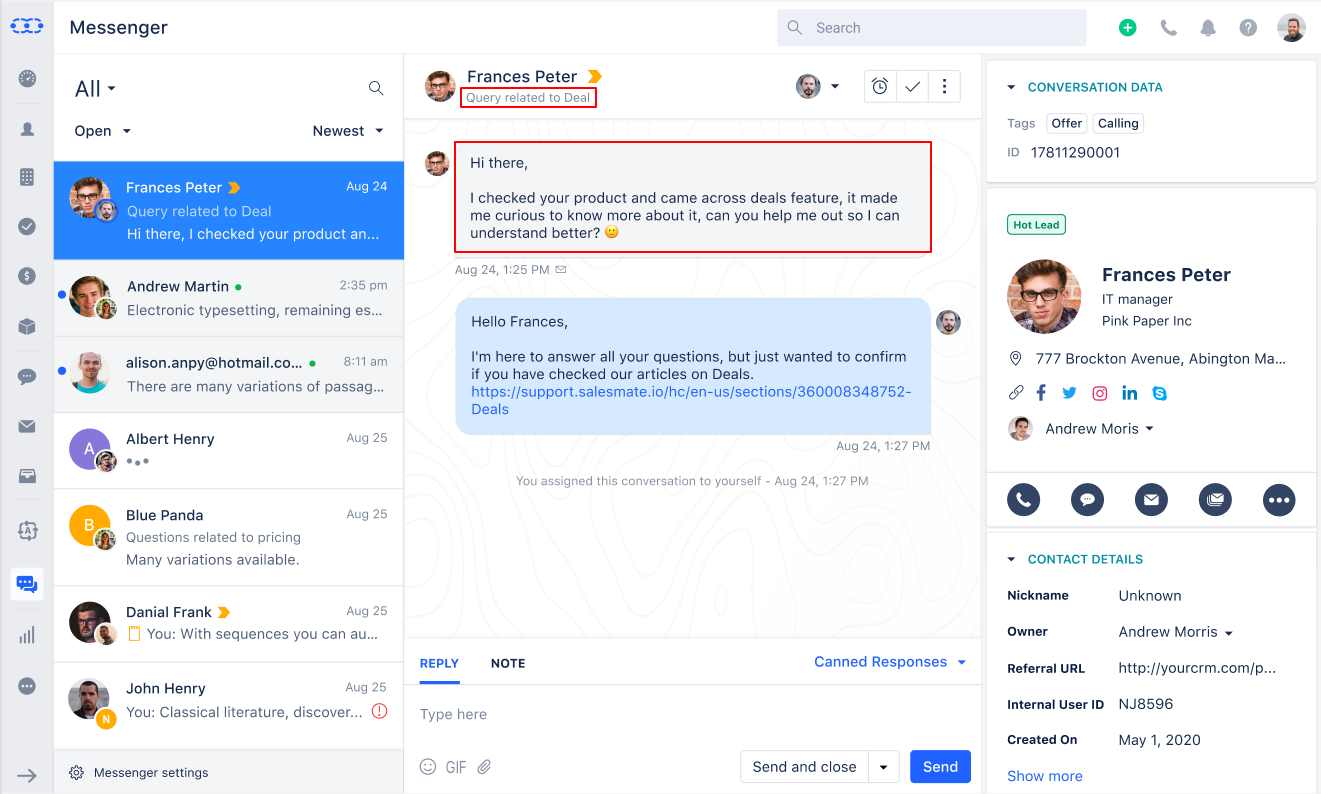 Messenger
Search
All
Open
Newest
Frances Peter
Aug 24
Query related to Deal
Hi there, I checked your product an...
Andrew Martin
2:35 pm
Electronic typesetting, remaining es...
alison.anpy@hotmail.co...
8:11 am
There are many variations of passag...
A
Albert Henry
Aug 25
B
Blue Panda
Aug 25
Questions related to pricing
Many variations available.
Danial Frank
Aug 25
You: With sequences you can au...
John Henry
Aug 25
N
You: Classical literature, discover...
Messenger settings
Frances Peter
Query related to Deal
Hi there,
I checked your product and came across deals feature, it made
me curious to know more about it, can you help me out so I can
understand better?
Aug 24, 1:25 PM
Hello Frances,
I'm here to answer all your questions, but just wanted to confirm
if you have checked our articles on Deals.
https://support.salesmate.io/hc/en-us/sections/360008348752-
Deals
Aug 24, 1:27 PM
You assigned this conversation to yourself - Aug 24, 1:27 PM
REPLY
NOTE
Canned Responses
Type here
GIF
Send and close
Send
CONVERSATION DATA
Tags
Offer
Calling
ID
17811290001
Hot Lead
Frances Peter
IT manager
Pink Paper Inc
777 Brockton Avenue, Abington Ma...
Andrew Moris
CONTACT DETAILS
Nickname
Unknown
Owner
Andrew Morris
Referral URL
http://yourcrm.com/p...
Internal User ID
NJ8596
Created On
May 1, 2020
Show more